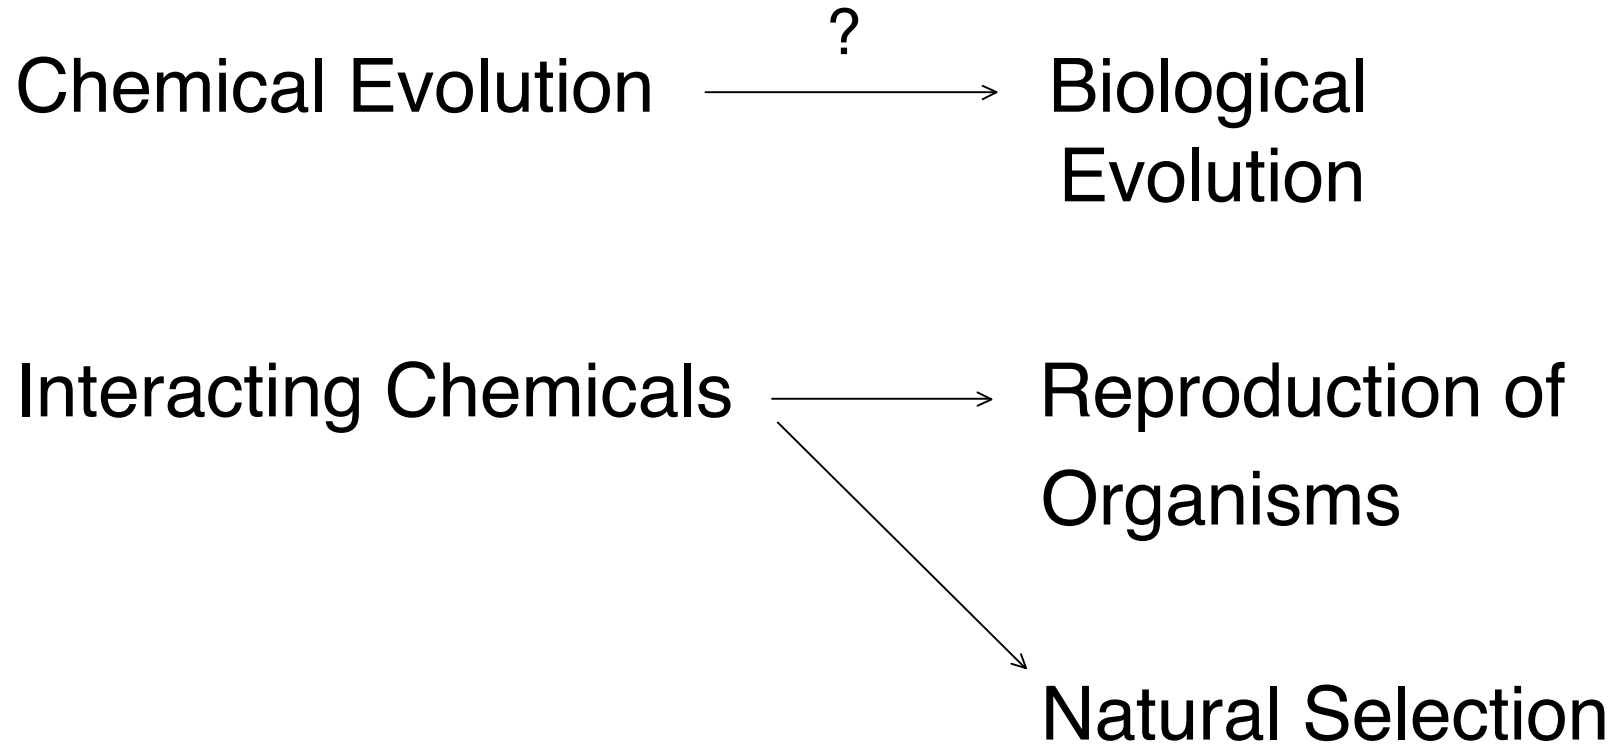 ?
Chemical Evolution Biological
Evolution
Interacting Chemicals Reproduction of
Organisms
Natural Selection